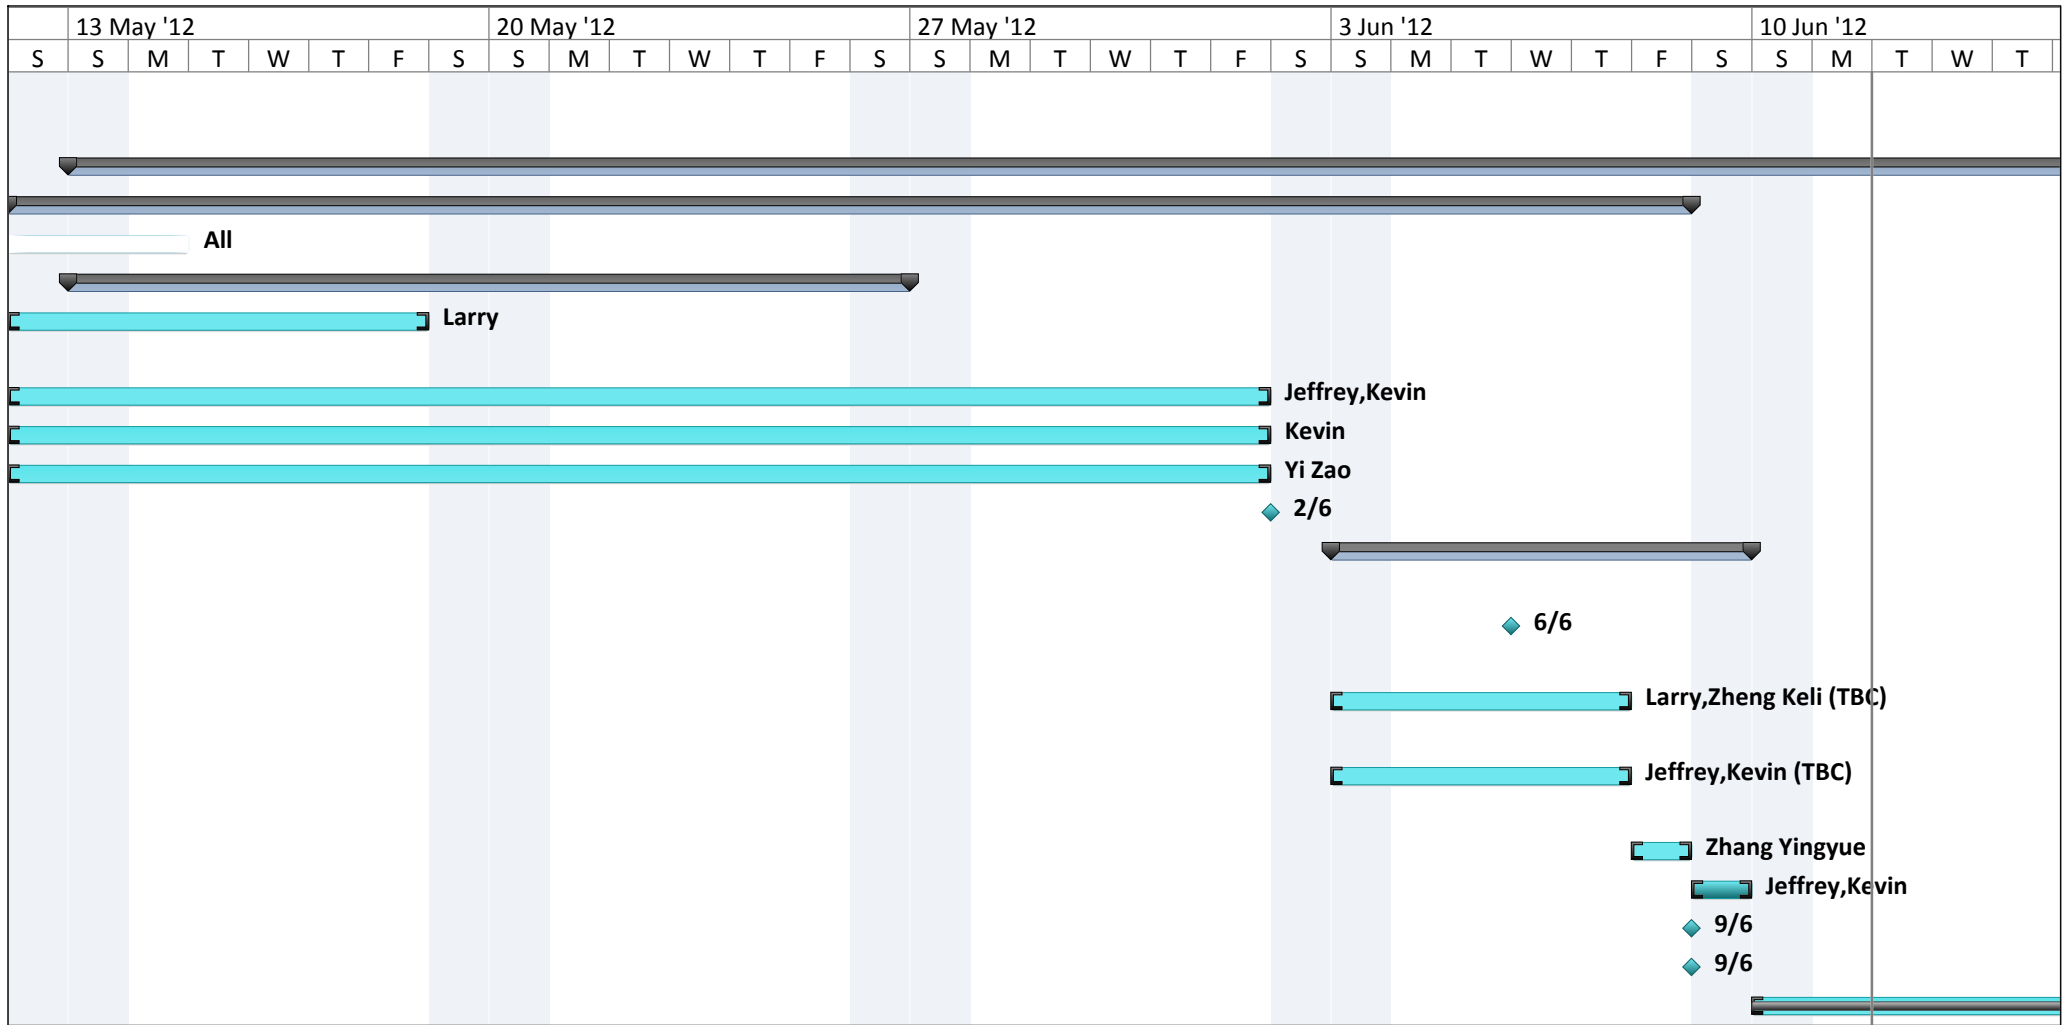 13 May '12 20 May '12 27 May '12 3 Jun '12 10 Jun '12
S S M T W T F S S M T W T F S S M T W T F S S M T W T F S S M T W T
All
Larry
Jeffrey,Kevin
Kevin
Yi Zao
2/6
6/6
Larry,Zheng Keli (TBC)
Jeffrey,Kevin (TBC)
Zhang Yingyue
Jeffrey,Kevin
9/6
9/6